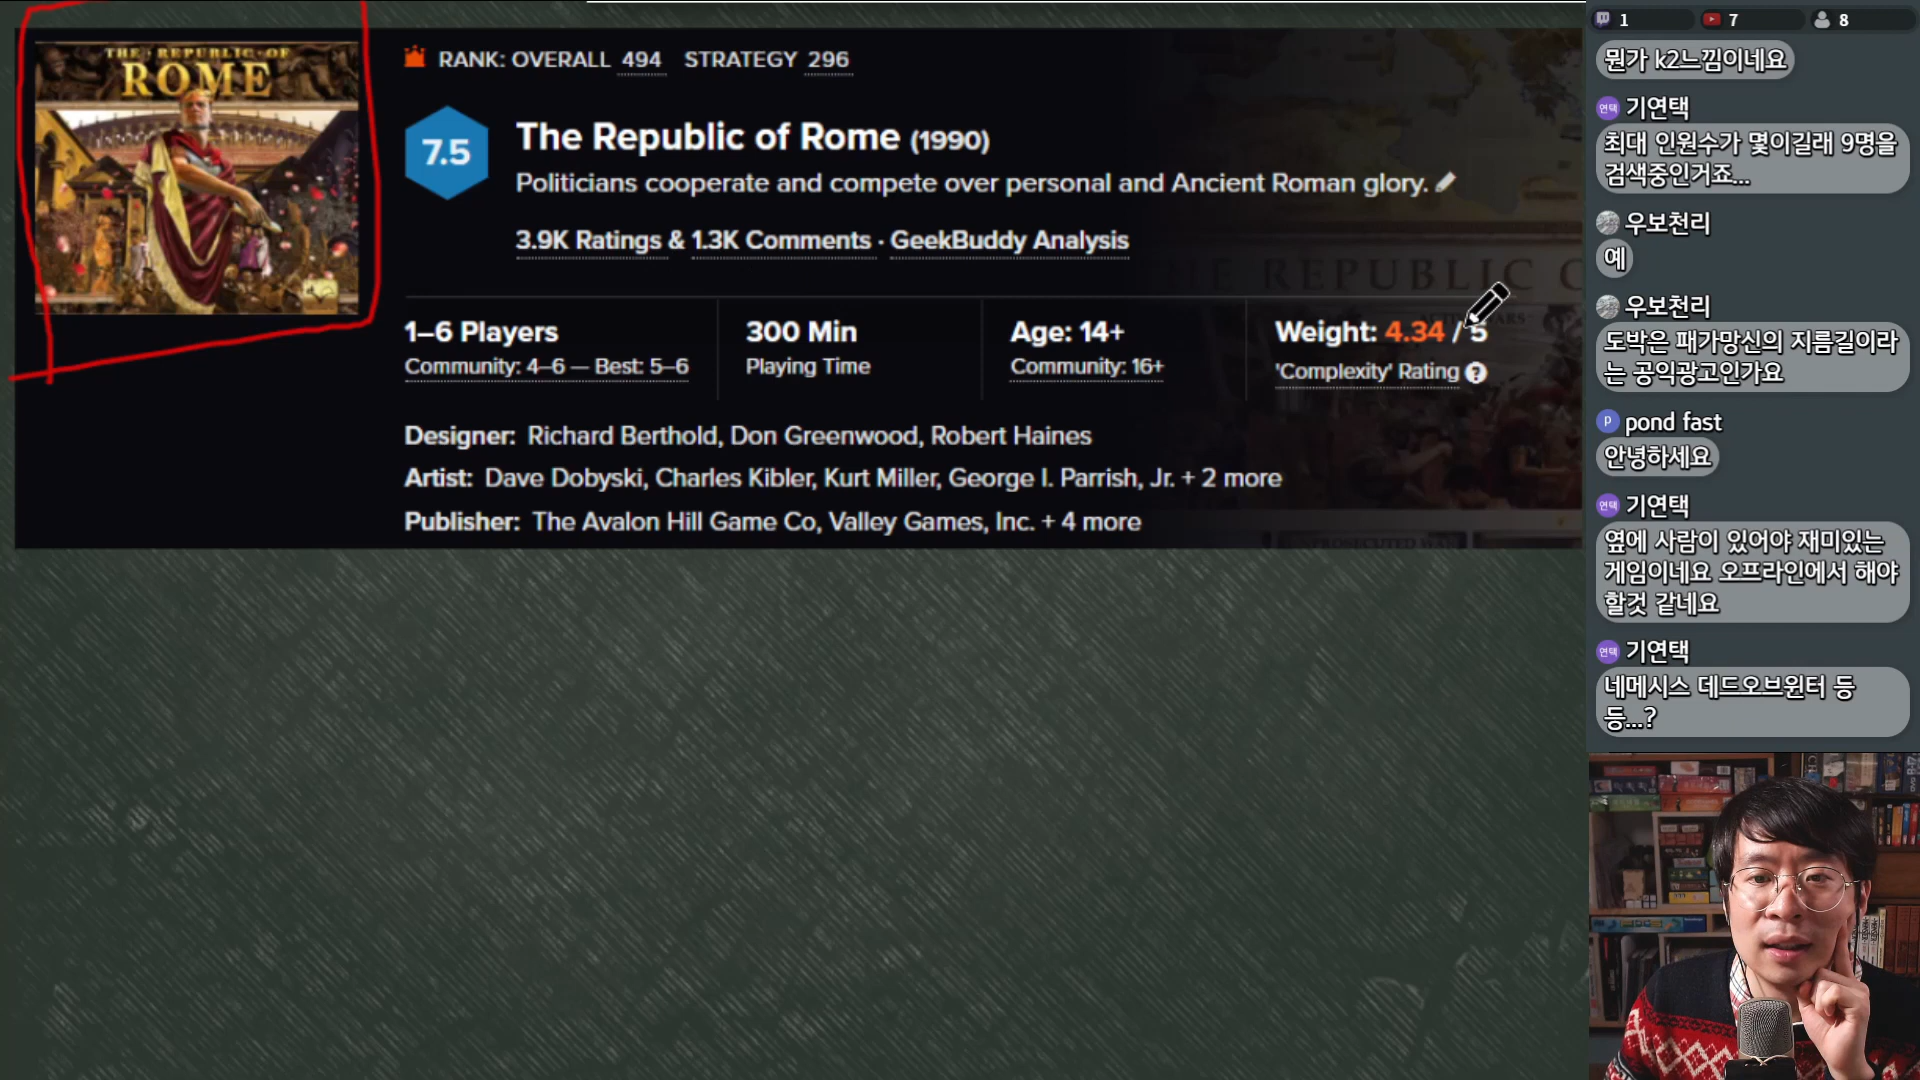 THE·REPUBLIC·OF
ROME
RANK: OVERALL 494 STRATEGY 296
7.5
The Republic of Rome (1990)
Politicians cooperate and compete over personal and Ancient Roman glory.
3.9K Ratings & 1.3K Comments · GeekBuddy Analysis
1–6 Players
Community: 4–6 — Best: 5–6
300 Min
Playing Time
Age: 14+
Community: 16+
Weight: 4.34 / 5
'Complexity' Rating ?
Designer: Richard Berthold, Don Greenwood, Robert Haines
Artist: Dave Dobyski, Charles Kibler, Kurt Miller, George I. Parrish, Jr. + 2 more
Publisher: The Avalon Hill Game Co, Valley Games, Inc. + 4 more
1 7 8
뭔가 k2느낌이네요
연택 기연택
최대 인원수가 몇이길래 9명을
검색중인거죠...
우보천리
예
우보천리
도박은 패가망신의 지름길이라
는 공익광고인가요
P pond fast
안녕하세요
연택 기연택
옆에 사람이 있어야 재미있는
게임이네요 오프라인에서 해야
할것 같네요
연택 기연택
네메시스 데드오브윈터 등
등...?